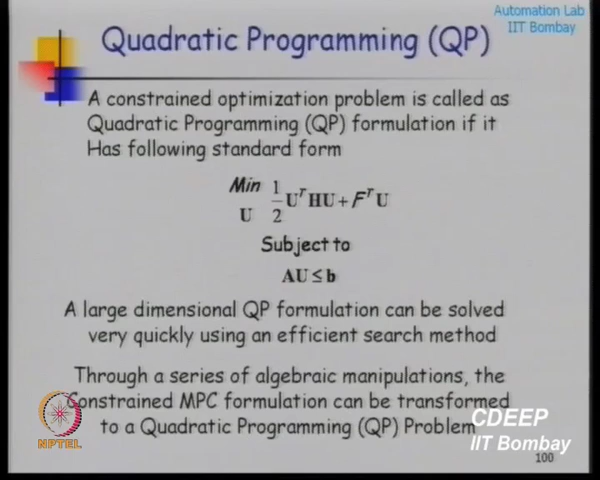 Automation Lab
IIT Bombay
Quadratic Programming (QP)
A constrained optimization problem is called as
Quadratic Programming (QP) formulation if it
Has following standard form
Min 1/2 UᵀHU + FᵀU
U
Subject to
AU ≤ b
A large dimensional QP formulation can be solved
very quickly using an efficient search method
Through a series of algebraic manipulations, the
Constrained MPC formulation can be transformed
to a Quadratic Programming (QP) Problem
NPTEL
CDEEP
IIT Bombay
100